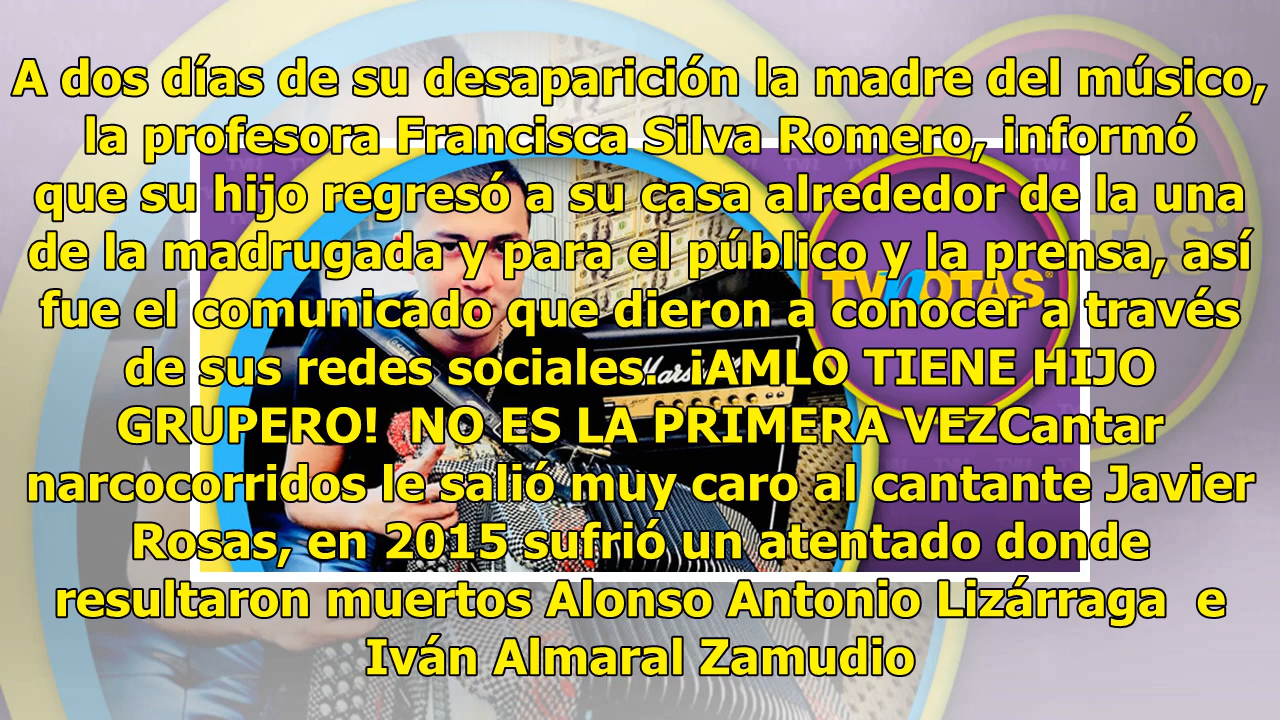 A dos días de su desaparición la madre del músico,
la profesora Francisca Silva Romero, informó
que su hijo regresó a su casa alrededor de la una
de la madrugada y para el público y la prensa, así
fue el comunicado que dieron a conocer a través
de sus redes sociales. ¡AMLO TIENE HIJO
GRUPERO! NO ES LA PRIMERA VEZCantar
narcocorridos le salió muy caro al cantante Javier
Rosas, en 2015 sufrió un atentado donde
resultaron muertos Alonso Antonio Lizárraga e
Iván Almaral Zamudio
TVNOTAS
Marshall